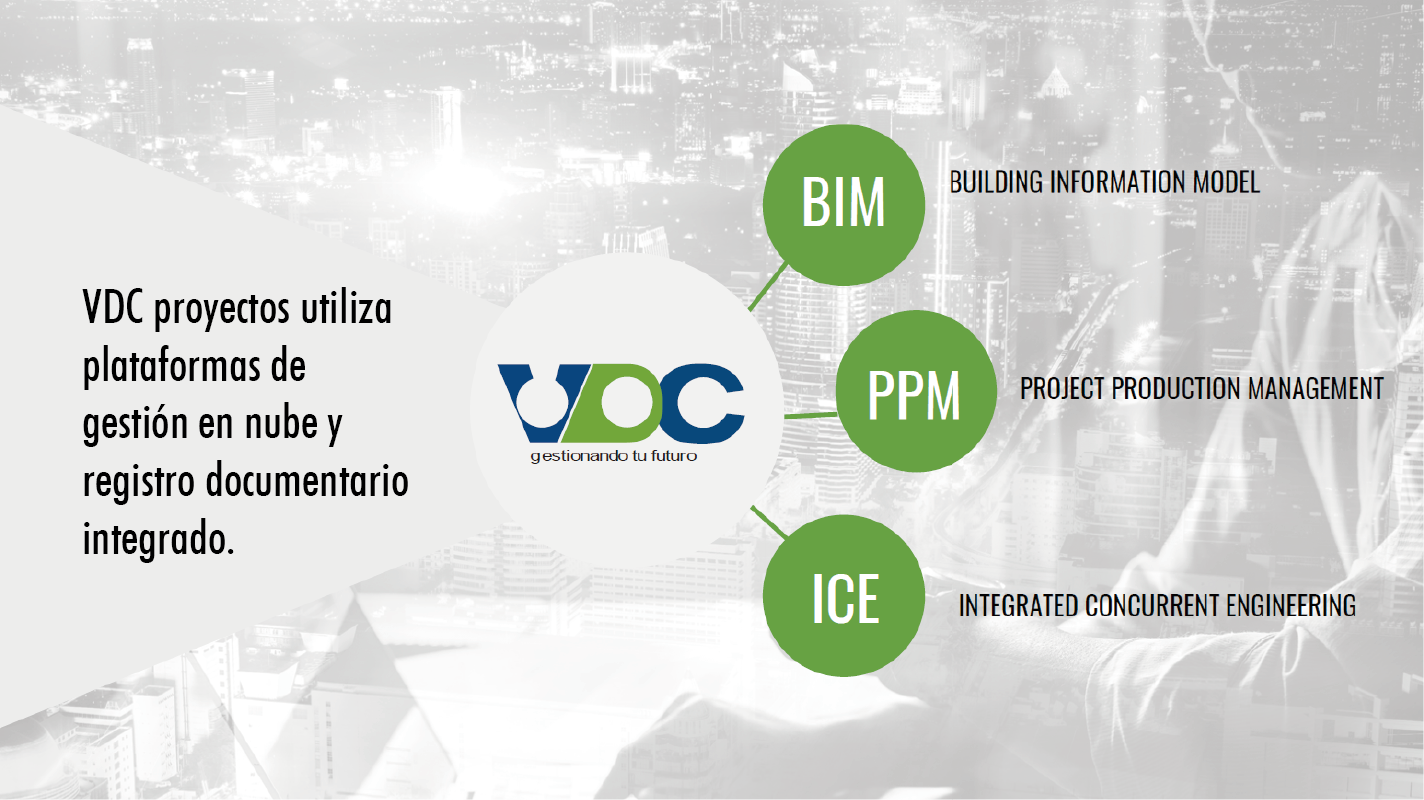 VDC proyectos utiliza
plataformas de
gestión en nube y
registro documentario
integrado.
VDC
gestionando tu futuro
BIM
BUILDING INFORMATION MODEL
PPM
PROJECT PRODUCTION MANAGEMENT
ICE
INTEGRATED CONCURRENT ENGINEERING